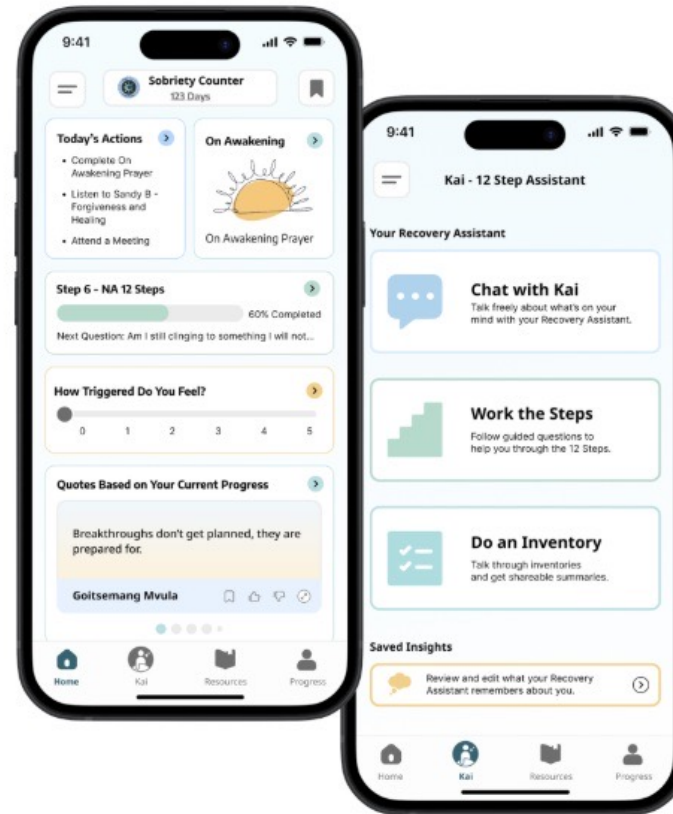 9:41
Sobriety Counter
123 Days
Today's Actions
• Complete On
Awakening Prayer
• Listen to Sandy B -
Forgiveness and
Healing
• Attend a Meeting
On Awakening
On Awakening Prayer
Step 6 - NA 12 Steps
60% Completed
Next Question: Am I still clinging to something I will not...
How Triggered Do You Feel?
0 1 2 3 4 5
Quotes Based on Your Current Progress
Breakthroughs don't get planned, they are
prepared for.
Goitsemang Mvula
Home Kai Resources Progress
9:41
Kai - 12 Step Assistant
Your Recovery Assistant
Chat with Kai
Talk freely about what's on your
mind with your Recovery Assistant.
Work the Steps
Follow guided questions to
help you through the 12 Steps.
Do an Inventory
Talk through inventories
and get shareable summaries.
Saved Insights
Review and edit what your Recovery
Assistant remembers about you.
Home Kai Resources Progress